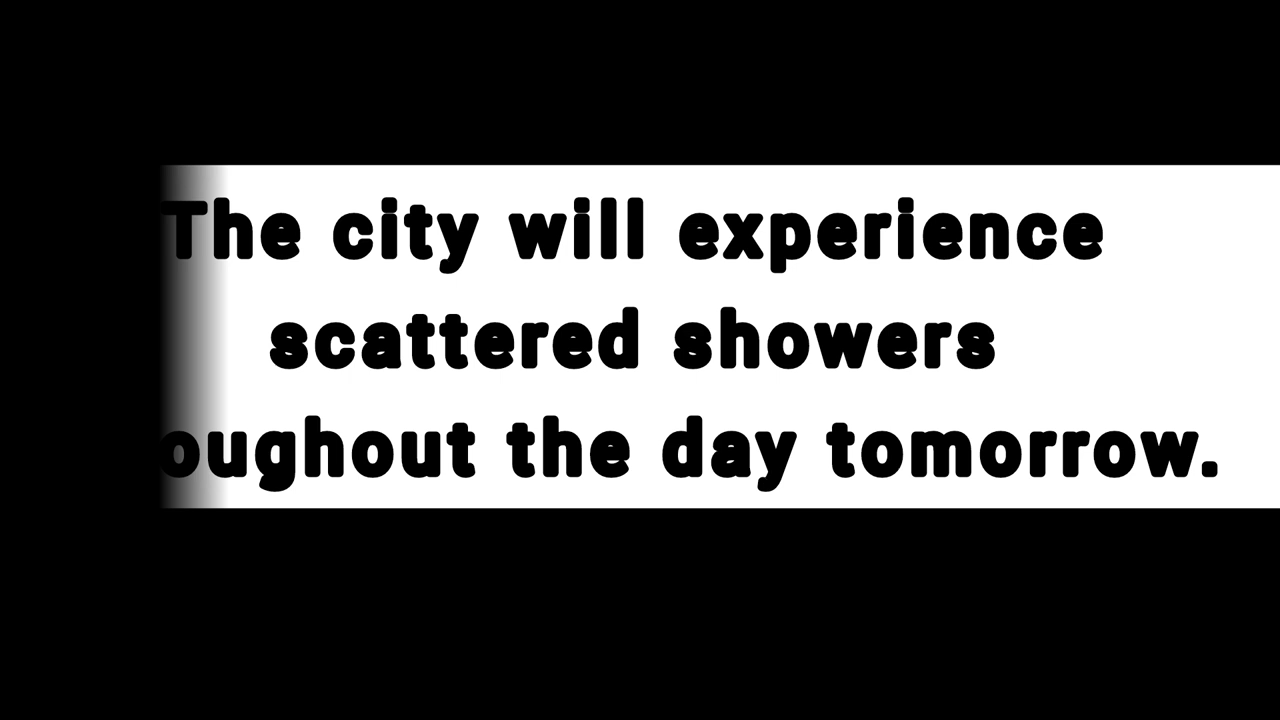 The city will experience
scattered showers
oughout the day tomorrow.